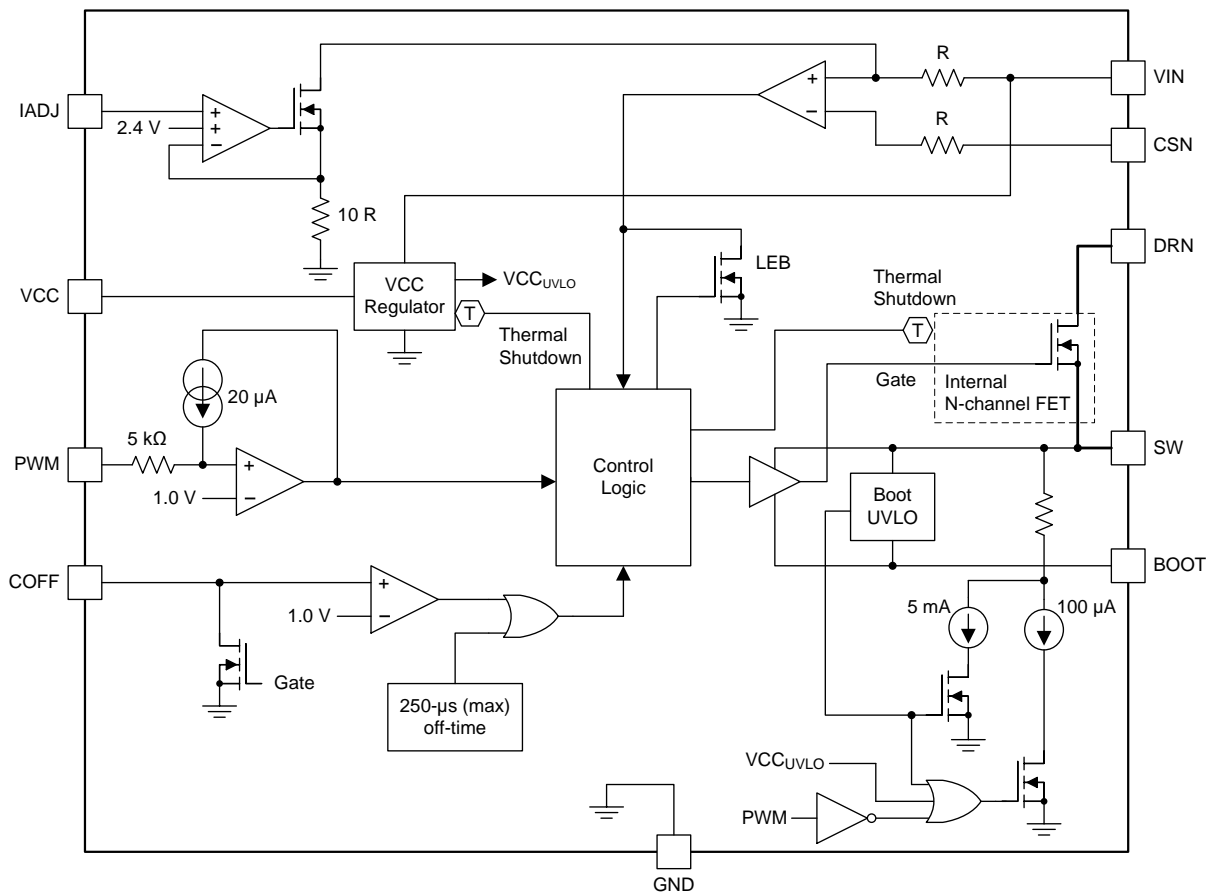 R
VIN
IADJ
2.4 V
+
+
−
+
−
R
CSN
10 R
DRN
VCC
VCC
Regulator
VCCUVLO
T
Thermal
Shutdown
LEB
Thermal
Shutdown
T
Gate
Internal
N-channel FET
20 µA
5 kΩ
PWM
+
−
1.0 V
Control
Logic
SW
Boot
UVLO
COFF
+
−
1.0 V
BOOT
5 mA
100 µA
Gate
250-µs (max)
off-time
VCCUVLO
PWM
GND